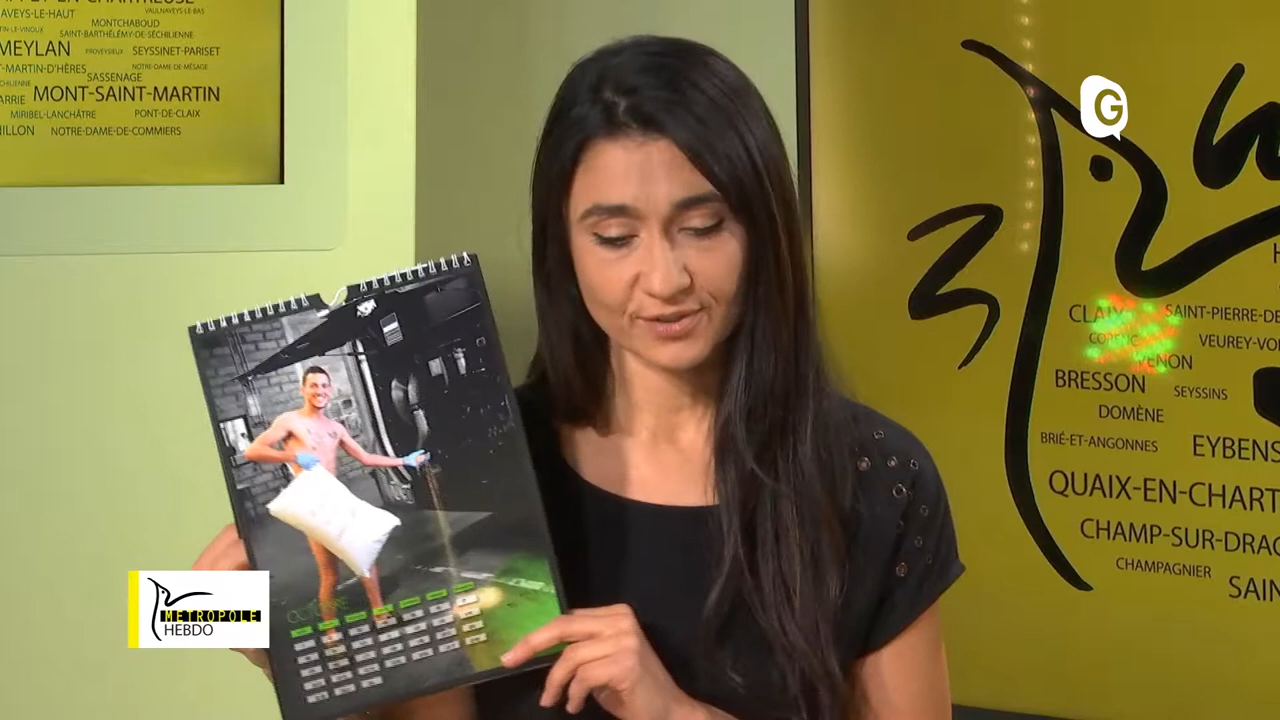 VAULNAVEYS-LE-BAS
AVEYS-LE-HAUT
MONTCHABOUD
SAINT-BARTHÉLÉMY-DE-SÉCHILIENNE
MEYLAN
PROVEYSIEUX
SEYSSINET-PARISET
T-MARTIN-D'HÈRES
NOTRE-DAME-DE-MÉSAGE
SASSENAGE
MONT-SAINT-MARTIN
MIRIBEL-LANCHÂTRE
PONT-DE-CLAIX
NOTRE-DAME-DE-COMMIERS
G
CLAIX
SAINT-PIERRE-DE
CORENC
VEUREY-VO
VENON
BRESSON
SEYSSINS
DOMÈNE
BRIÉ-ET-ANGONNES
EYBENS
QUAIX-EN-CHART
CHAMP-SUR-DRAC
CHAMPAGNIER
SAIN
OCTOBRE
METROPOLE
HEBDO